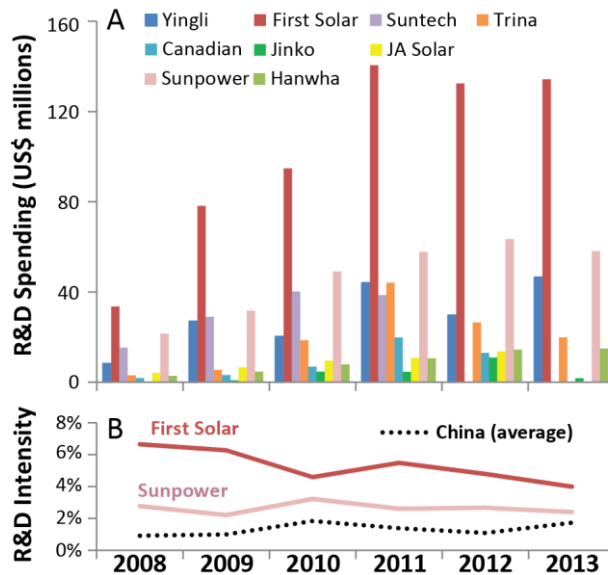 A
Yingli First Solar Suntech Trina
Canadian Jinko JA Solar
Sunpower Hanwha
R&D Spending (US$ millions)
160
120
80
40
0
B
First Solar
China (average)
Sunpower
R&D Intensity
8%
6%
4%
2%
0%
2008 2009 2010 2011 2012 2013